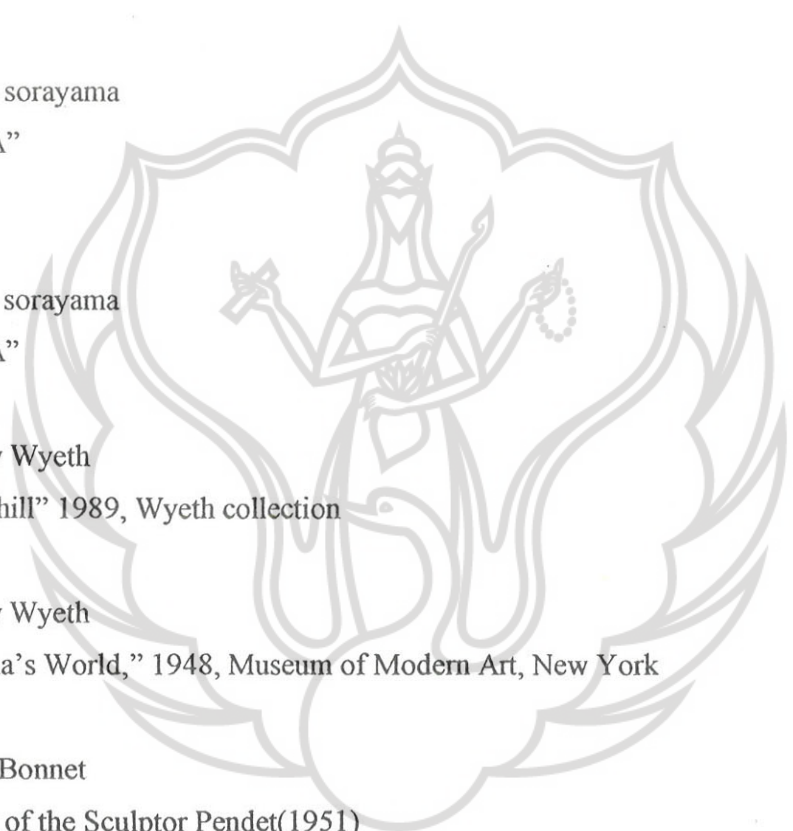 sorayama
”
sorayama
”
Wyeth
hill” 1989, Wyeth collection
Wyeth
a’s World,” 1948, Museum of Modern Art, New York
Bonnet
of the Sculptor Pendet(1951)